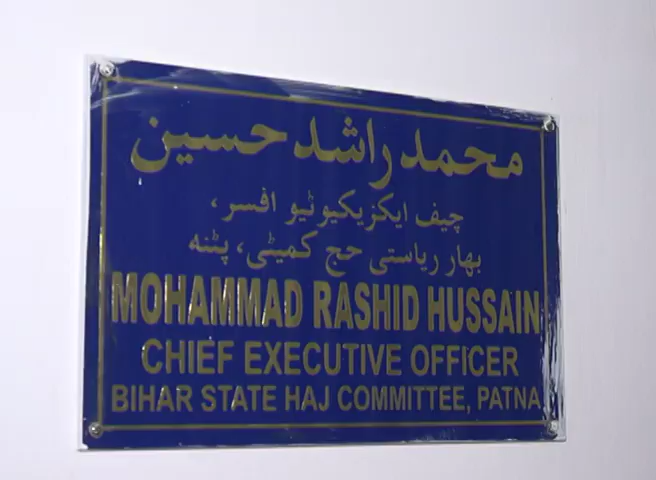 محمد راشد حسین
چیف ایکزیکیوٹیو افسر،
بہار ریاستی حج کمیٹی، پٹنہ
MOHAMMAD RASHID HUSSAIN
CHIEF EXECUTIVE OFFICER
BIHAR STATE HAJ COMMITTEE, PATNA